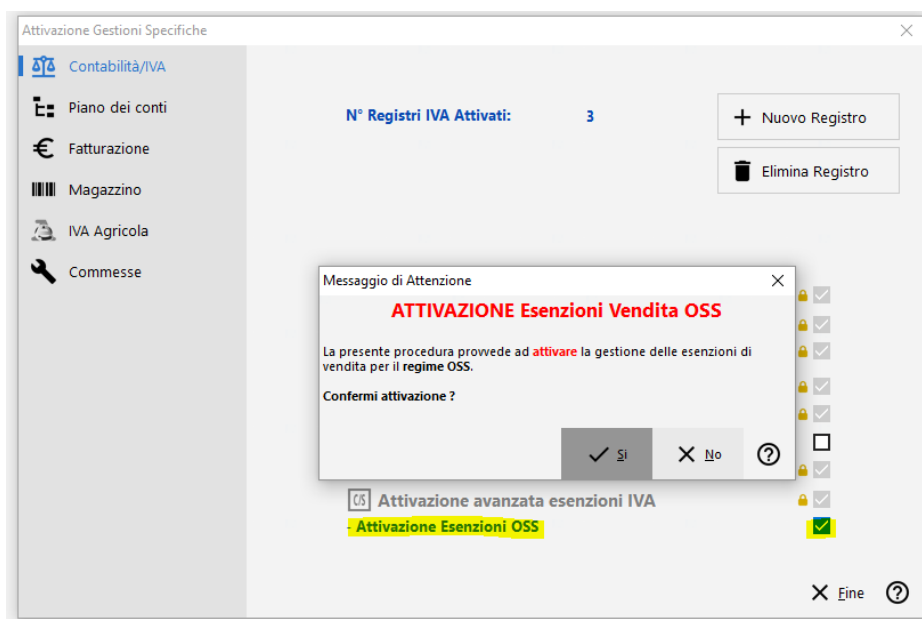 Attivazione Gestioni Specifiche
Contabilità/IVA
Piano dei conti
Fatturazione
Magazzino
IVA Agricola
Commesse
N° Registri IVA Attivati: 3
Nuovo Registro
Elimina Registro
Messaggio di Attenzione
ATTIVAZIONE Esenzioni Vendita OSS
La presente procedura provvede ad attivare la gestione delle esenzioni di
vendita per il regime OSS.
Confermi attivazione ?
Si No
C/S Attivazione avanzata esenzioni IVA
- Attivazione Esenzioni OSS
Fine